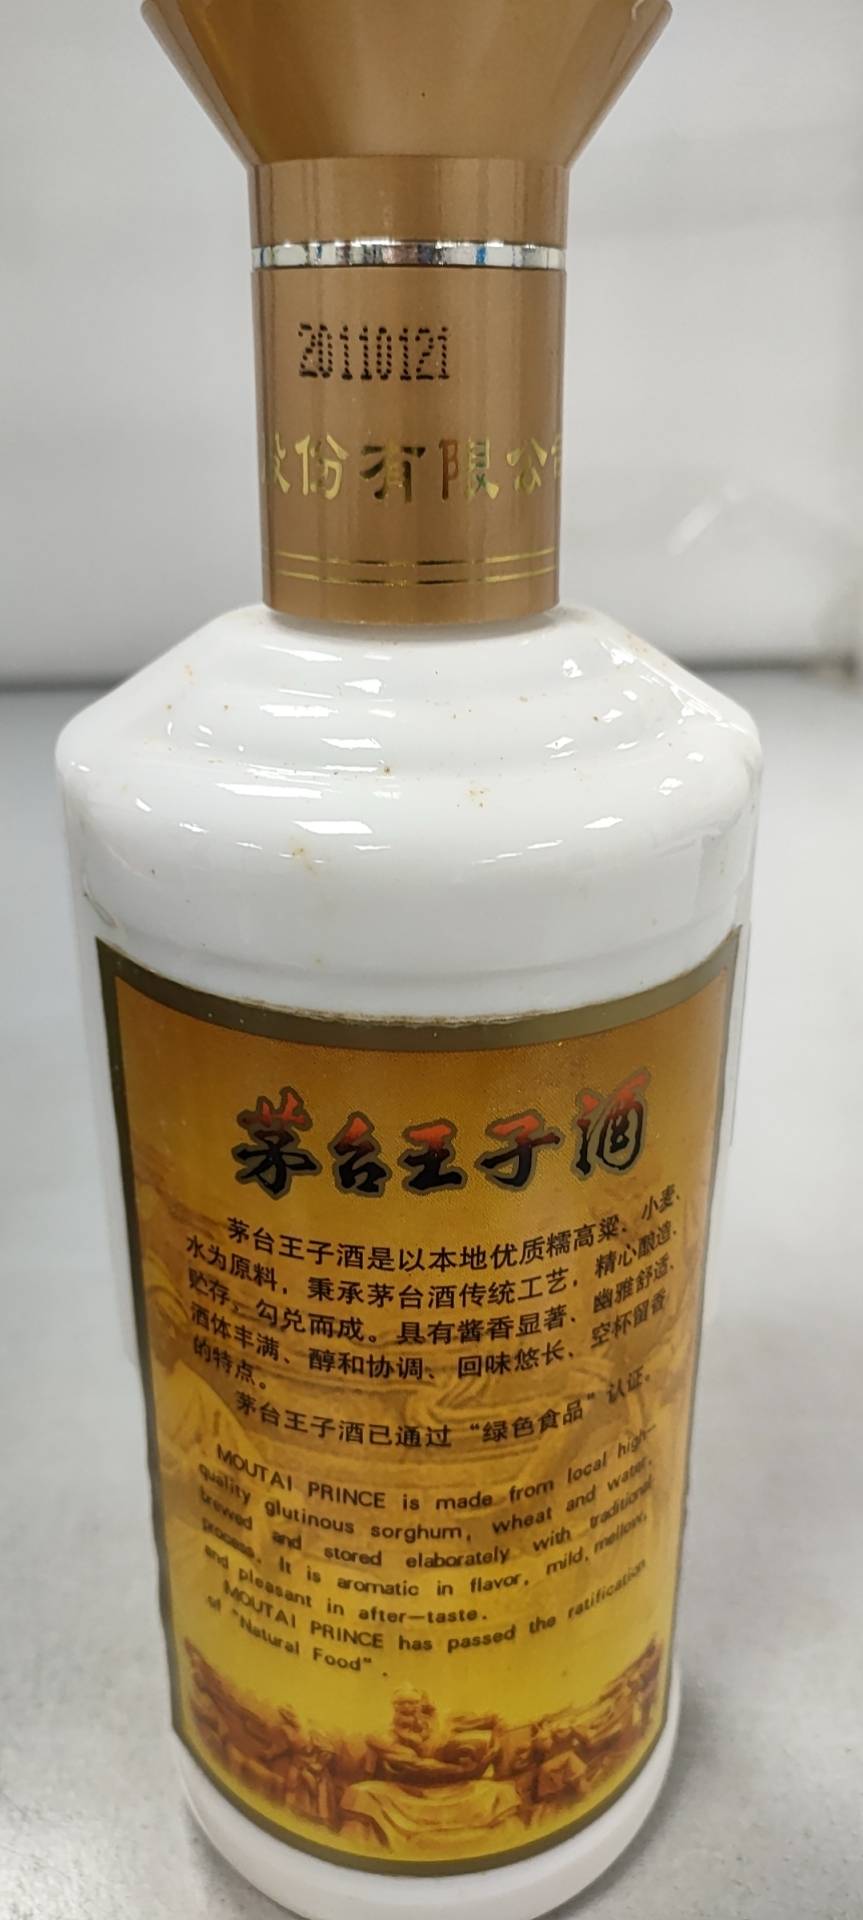 20110121
股份有限公司
茅台王子酒
茅台王子酒是以本地优质糯高粱、小麦、
水为原料，秉承茅台酒传统工艺，精心酿造、
贮存、勾兑而成。具有酱香显著、幽雅舒适、
酒体丰满、醇和协调、回味悠长、空杯留香
的特点。
茅台王子酒已通过“绿色食品”认证。
MOUTAI PRINCE is made from local high-
quality glutinous sorghum, wheat and water,
brewed and stored elaborately with traditional
process. It is aromatic in flavor, mild, mellow,
and pleasant in after-taste.
MOUTAI PRINCE has passed the ratification
of "Natural Food".